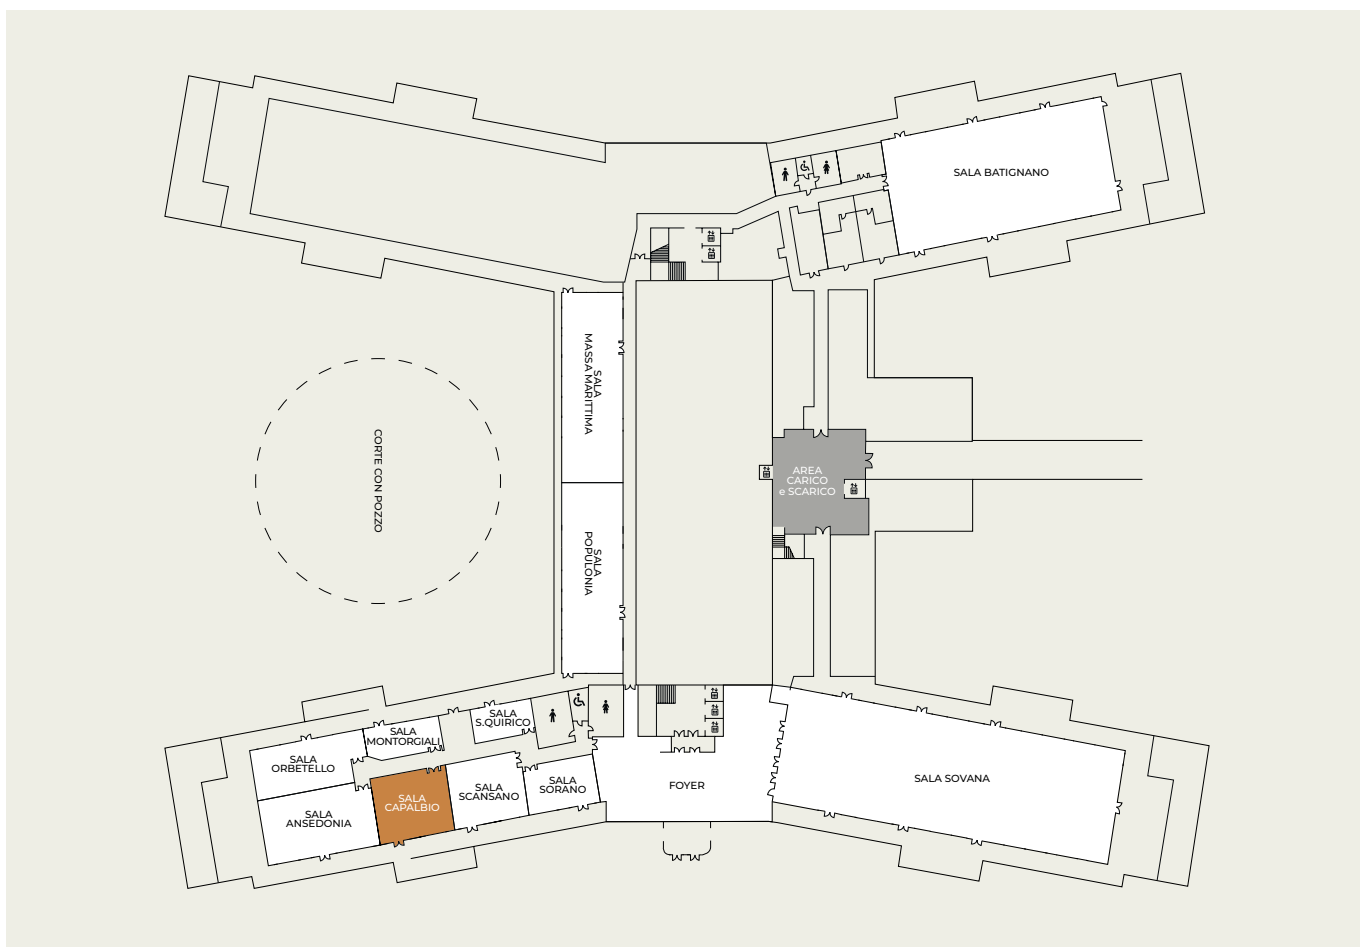 SALA BATIGNANO
SALA
MASSA MARITTIMA
CORTE CON POZZO
AREA
CARICO
e SCARICO
SALA
POPULONIA
SALA
S.QUIRICO
SALA
MONTORGIALI
SALA
ORBETELLO
SALA
ANSEDONIA
SALA
CAPALBIO
SALA
SCANSANO
SALA
SORANO
FOYER
SALA SOVANA